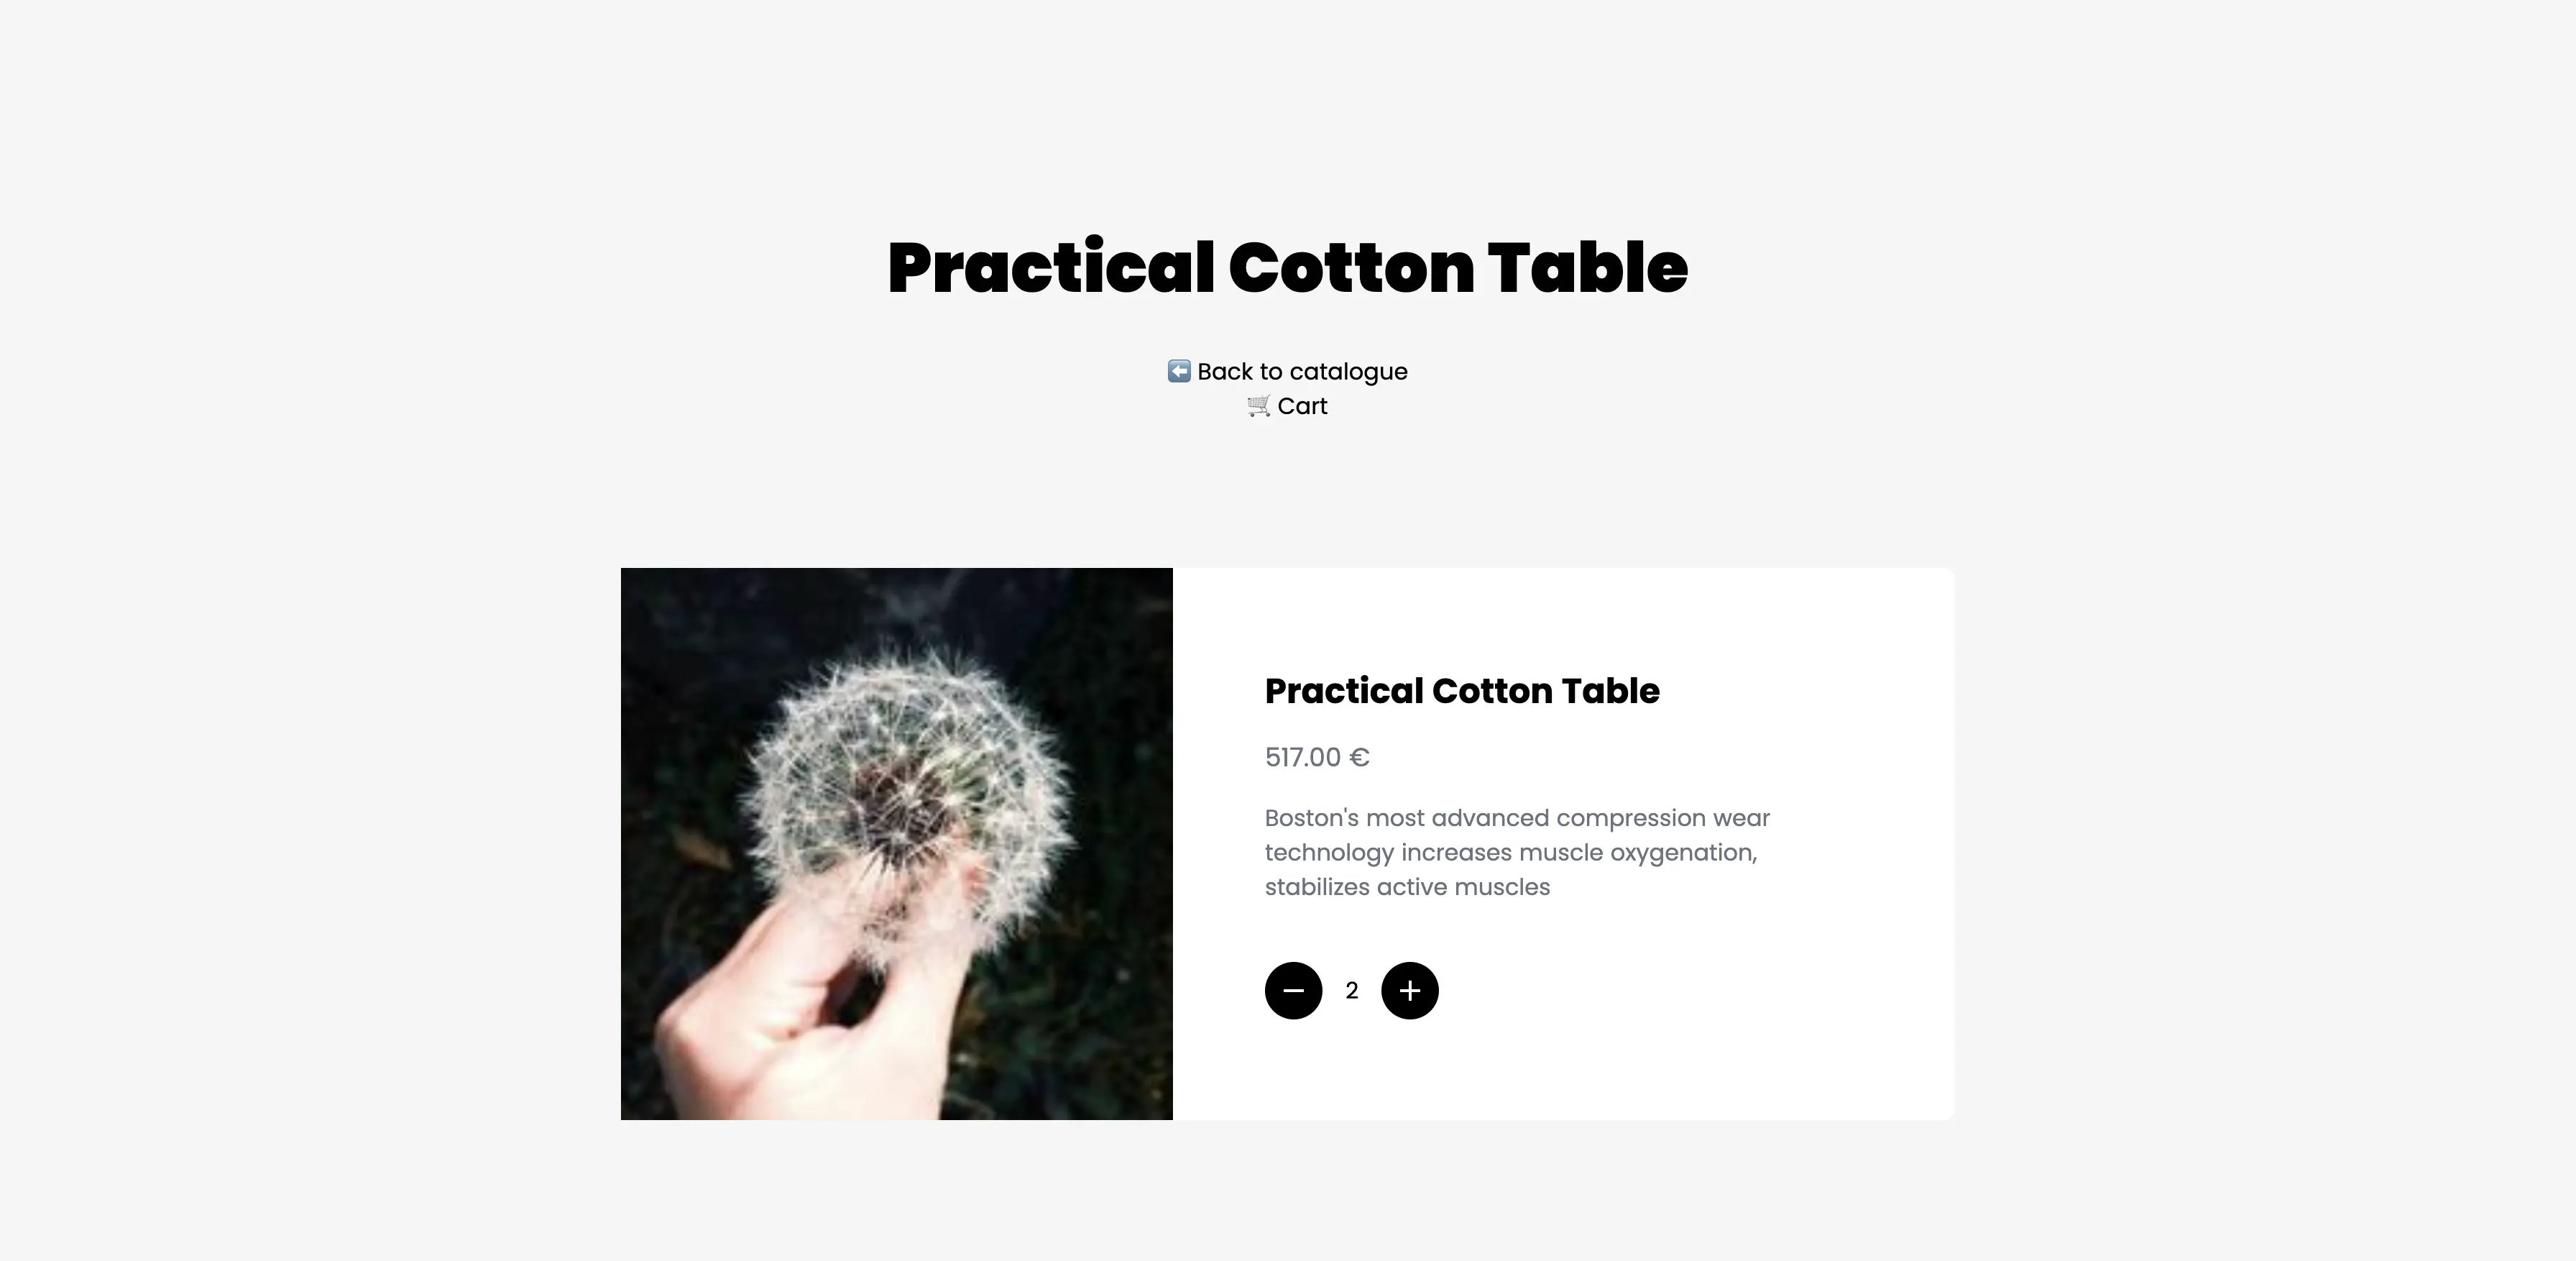 Practical Cotton Table
⬅️ Back to catalogue
🛒 Cart
Practical Cotton Table
517.00 €
Boston's most advanced compression wear
technology increases muscle oxygenation,
stabilizes active muscles
− 2 +